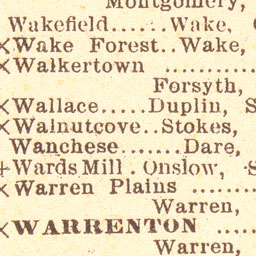 Montgomery,
Wakefield......Wake,
×Wake Forest..Wake,
×Walkertown ..........
Forsyth,
×Wallace.....Duplin, S
×Walnutcove..Stokes,
Wanchese.......Dare,
+Wards Mill . Onslow, S
×Warren Plains .......
Warren,
×WARRENTON .....
Warren,